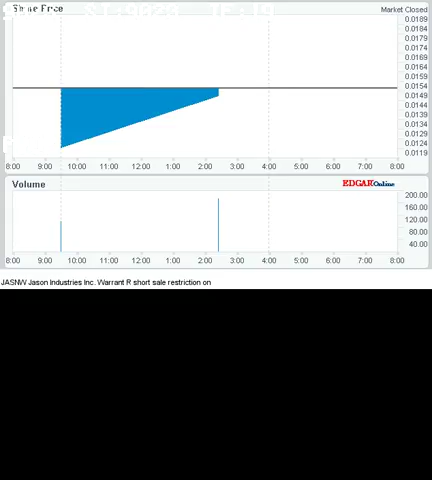 Share Price
Market Closed
0.0189
0.0184
0.0179
0.0174
0.0169
0.0164
0.0159
0.0154
0.0149
0.0144
0.0139
0.0134
0.0129
0.0124
0.0119
8:00 9:00 10:00 11:00 12:00 1:00 2:00 3:00 4:00 5:00 6:00 7:00 8:00
Volume
EDGAROnline
200.00
160.00
120.00
80.00
40.00
8:00 9:00 10:00 11:00 12:00 1:00 2:00 3:00 4:00 5:00 6:00 7:00 8:00
JASNW Jason Industries Inc. Warrant R short sale restriction on